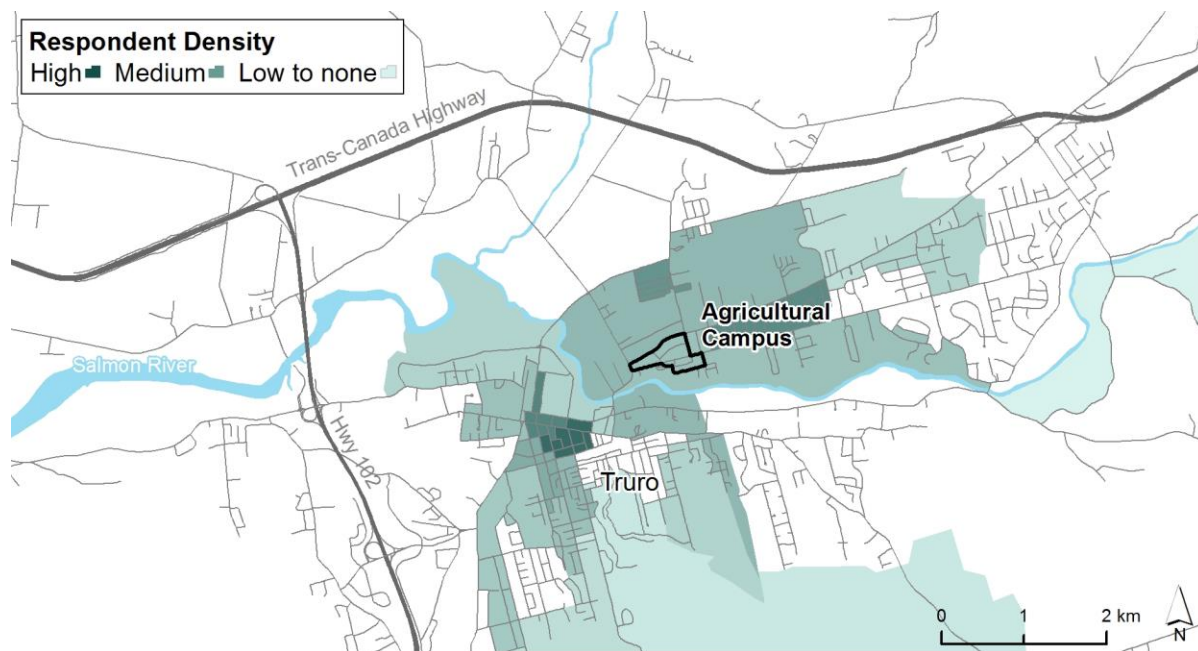 Respondent Density
High Medium Low to none
Trans-Canada Highway
Agricultural
Campus
Salmon River
Hwy 102
Truro
0 1 2 km
N